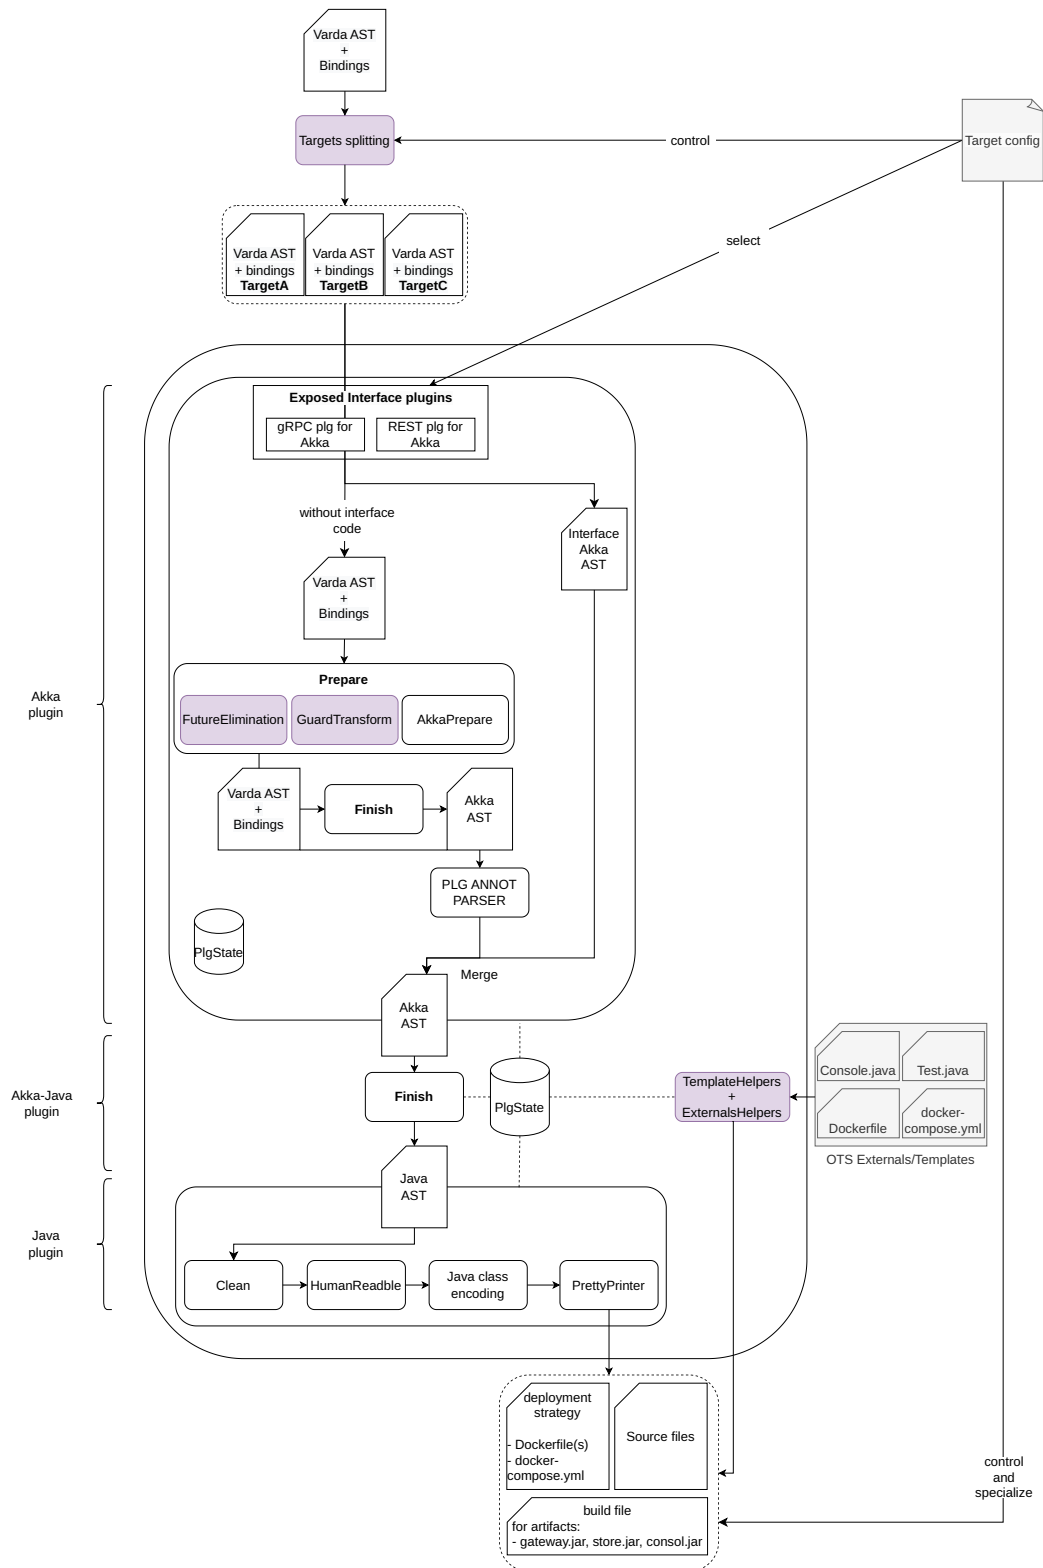 Varda AST
+
Bindings
Targets splitting
control
Target config
select
Varda AST
+ bindings
TargetA
Varda AST
+ bindings
TargetB
Varda AST
+ bindings
TargetC
Exposed Interface plugins
gRPC plg for
Akka
REST plg for
Akka
without interface
code
Interface
Akka
AST
Varda AST
+
Bindings
Akka
plugin
Prepare
FutureElimination
GuardTransform
AkkaPrepare
Varda AST
+
Bindings
Finish
Akka
AST
PLG ANNOT
PARSER
PlgState
Merge
Akka
AST
Akka-Java
plugin
Finish
PlgState
TemplateHelpers
+
ExternalsHelpers
Console.java
Test.java
Dockerfile
docker-
compose.yml
OTS Externals/Templates
Java
AST
Java
plugin
Clean
HumanReadble
Java class
encoding
PrettyPrinter
deployment
strategy
- Dockerfile(s)
- docker-
compose.yml
Source files
control
and
specialize
build file
for artifacts:
- gateway.jar, store.jar, consol.jar